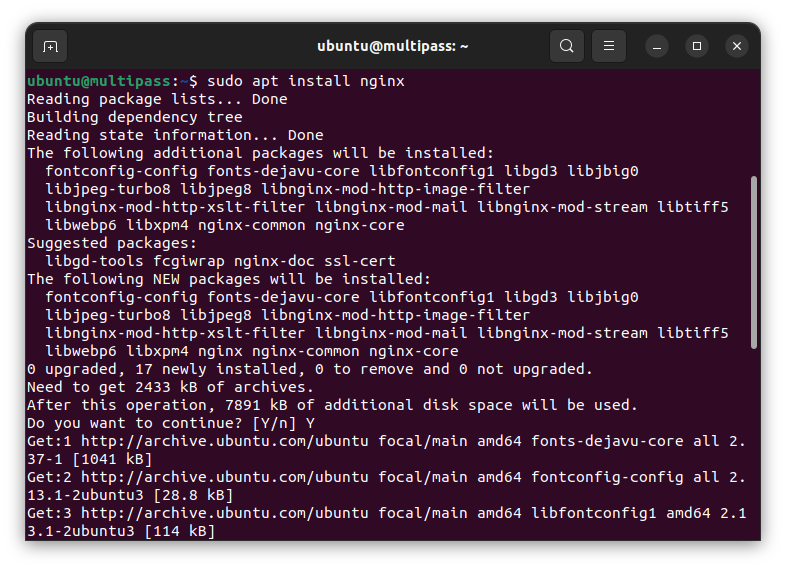 ubuntu@multipass: ~
ubuntu@multipass:~$ sudo apt install nginx
Reading package lists... Done
Building dependency tree
Reading state information... Done
The following additional packages will be installed:
  fontconfig-config fonts-dejavu-core libfontconfig1 libgd3 libjbig0
  libjpeg-turbo8 libjpeg8 libnginx-mod-http-image-filter
  libnginx-mod-http-xslt-filter libnginx-mod-mail libnginx-mod-stream libtiff5
  libwebp6 libxpm4 nginx-common nginx-core
Suggested packages:
  libgd-tools fcgiwrap nginx-doc ssl-cert
The following NEW packages will be installed:
  fontconfig-config fonts-dejavu-core libfontconfig1 libgd3 libjbig0
  libjpeg-turbo8 libjpeg8 libnginx-mod-http-image-filter
  libnginx-mod-http-xslt-filter libnginx-mod-mail libnginx-mod-stream libtiff5
  libwebp6 libxpm4 nginx nginx-common nginx-core
0 upgraded, 17 newly installed, 0 to remove and 0 not upgraded.
Need to get 2433 kB of archives.
After this operation, 7891 kB of additional disk space will be used.
Do you want to continue? [Y/n] Y
Get:1 http://archive.ubuntu.com/ubuntu focal/main amd64 fonts-dejavu-core all 2.
37-1 [1041 kB]
Get:2 http://archive.ubuntu.com/ubuntu focal/main amd64 fontconfig-config all 2.
13.1-2ubuntu3 [28.8 kB]
Get:3 http://archive.ubuntu.com/ubuntu focal/main amd64 libfontconfig1 amd64 2.1
3.1-2ubuntu3 [114 kB]